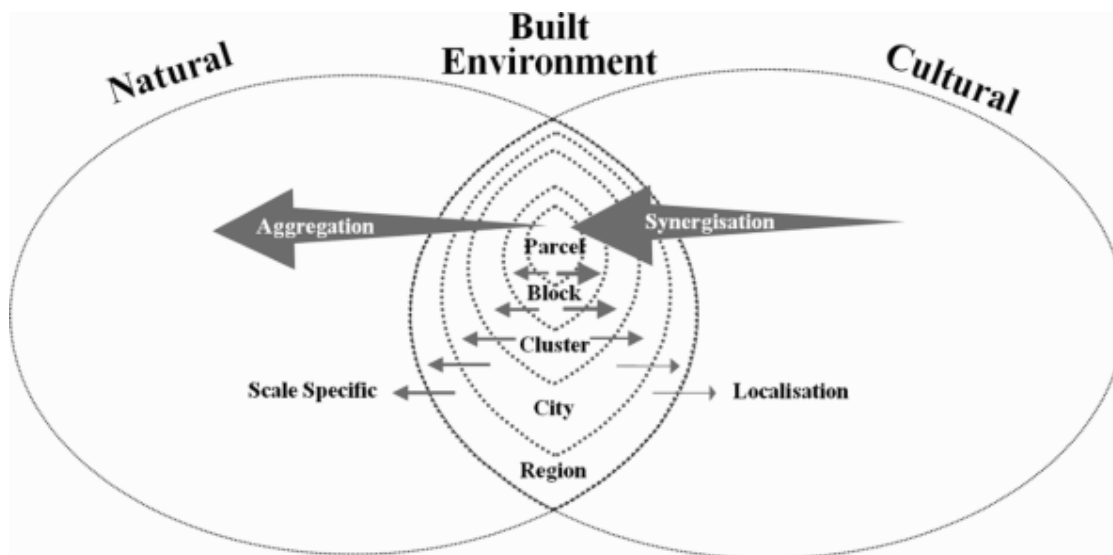 Built
Environment
Natural
Cultural
Aggregation
Synergisation
Parcel
Block
Cluster
Scale Specific
City
Localisation
Region